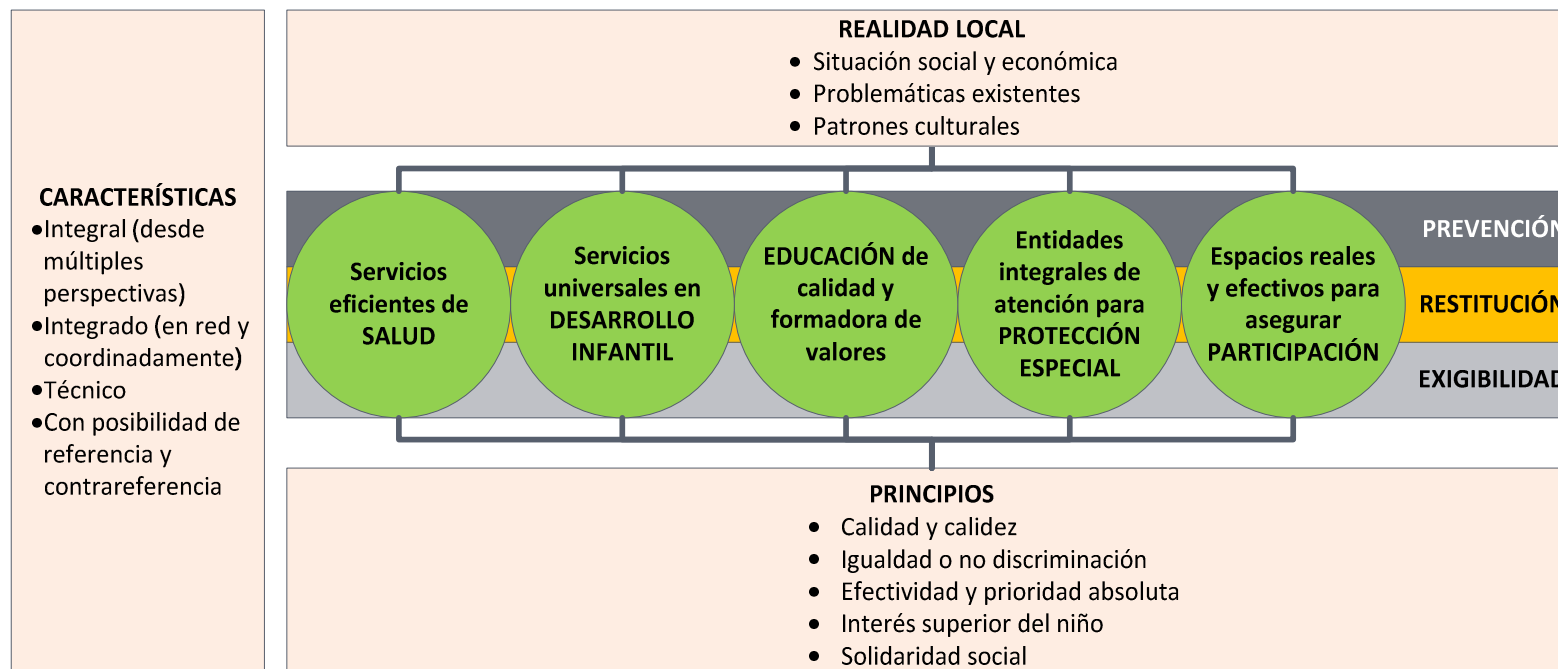 CARACTERÍSTICAS
•Integral (desde
múltiples
perspectivas)
•Integrado (en red y
coordinadamente)
•Técnico
•Con posibilidad de
referencia y
contrareferencia
REALIDAD LOCAL
• Situación social y económica
• Problemáticas existentes
• Patrones culturales
Servicios
eficientes de
SALUD
Servicios
universales en
DESARROLLO
INFANTIL
EDUCACIÓN de
calidad y
formadora de
valores
Entidades
integrales de
atención para
PROTECCIÓN
ESPECIAL
Espacios reales
y efectivos para
asegurar
PARTICIPACIÓN
PREVENCIÓN
RESTITUCIÓN
EXIGIBILIDAD
PRINCIPIOS
• Calidad y calidez
• Igualdad o no discriminación
• Efectividad y prioridad absoluta
• Interés superior del niño
• Solidaridad social